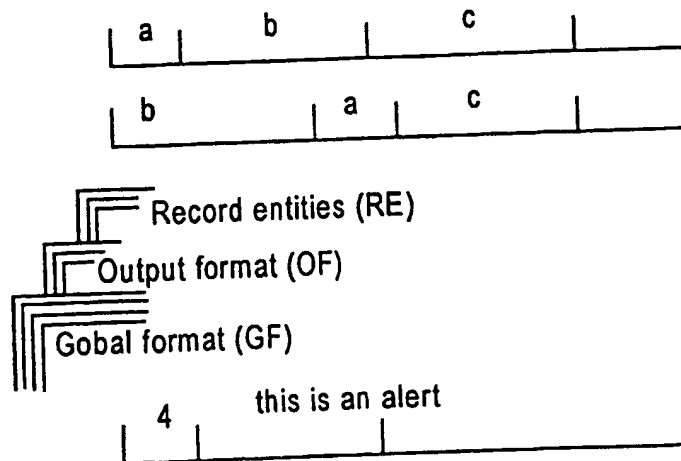 a b c
b a c
Record entities (RE)
Output format (OF)
Gobal format (GF)
4 this is an alert